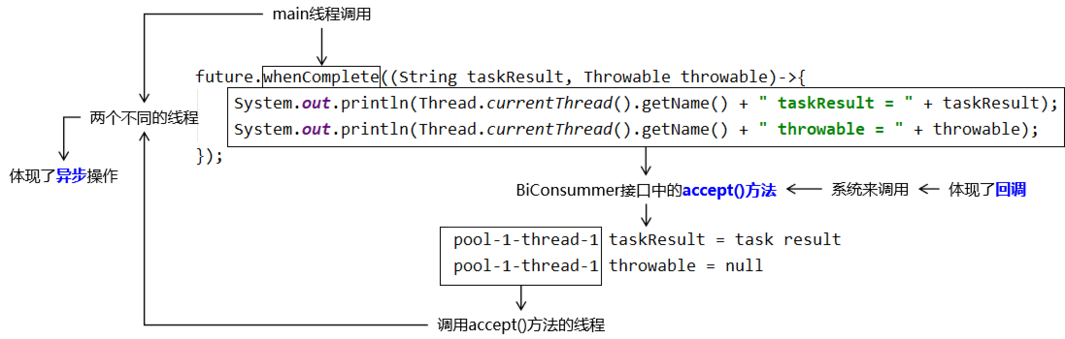 main线程调用
future.whenComplete((String taskResult, Throwable throwable)->{
System.out.println(Thread.currentThread().getName() + " taskResult = " + taskResult);
System.out.println(Thread.currentThread().getName() + " throwable = " + throwable);
});
两个不同的线程
体现了异步操作
BiConsummer接口中的accept()方法
系统来调用
体现了回调
pool-1-thread-1 taskResult = task result
pool-1-thread-1 throwable = null
调用accept()方法的线程